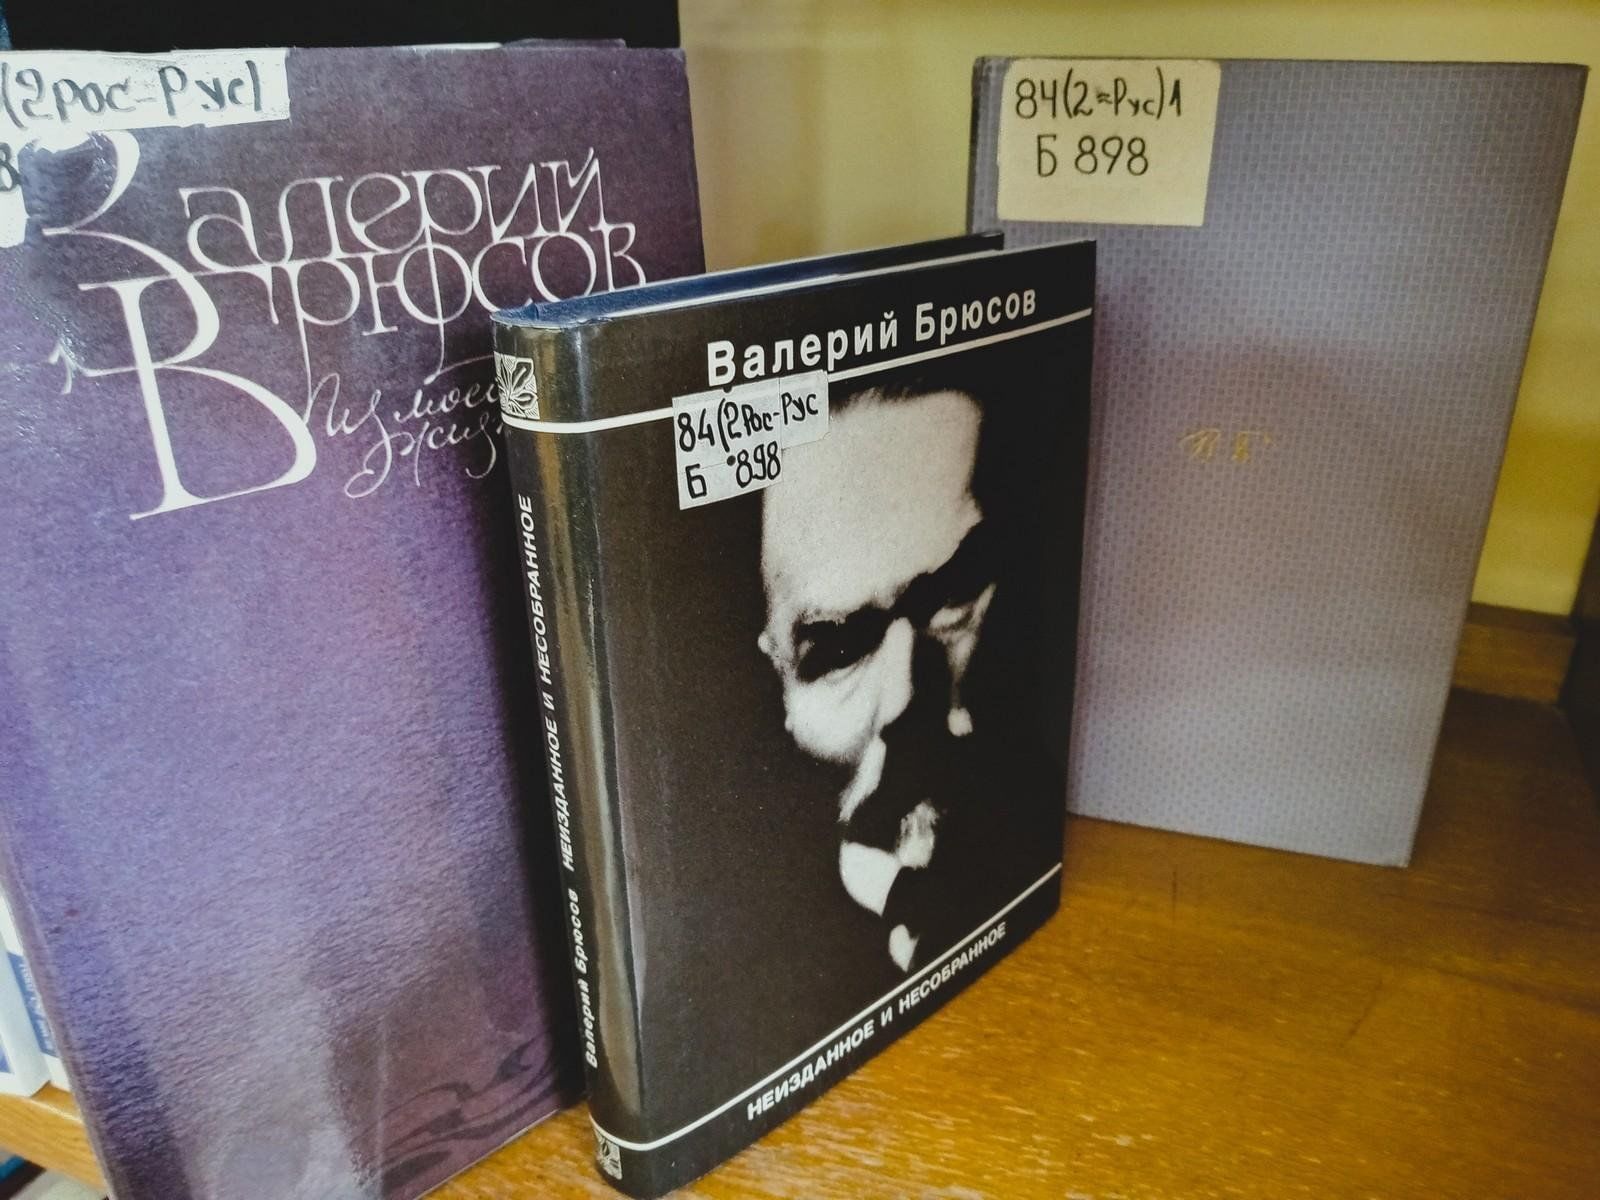 (2Рос-Рус)
Валерий
Брюсов
Из моей
84(2Рос-Рус
Б 898
Валерий Брюсов
НЕИЗДАННОЕ И НЕСОБРАННОЕ
Валерий Брюсов НЕИЗДАННОЕ И НЕСОБРАННОЕ
84(2=Рус)1
Б 898
В Б